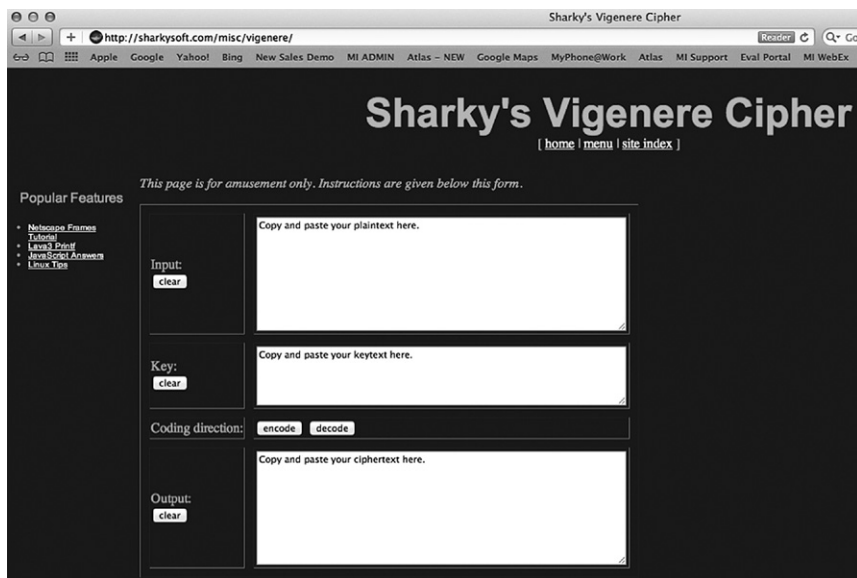 Sharky's Vigenere Cipher
http://sharkysoft.com/misc/vigenere/
Reader
Apple Google Yahoo! Bing New Sales Demo MI ADMIN Atlas – NEW Google Maps MyPhone@Work Atlas MI Support Eval Portal MI WebEx
Sharky's Vigenere Cipher
[ home | menu | site index ]
This page is for amusement only. Instructions are given below this form.
Popular Features
Netscape Frames
Tutorial
Lava3 Printf
JavaScript Answers
Linux Tips
Input:
clear
Copy and paste your plaintext here.
Key:
clear
Copy and paste your keytext here.
Coding direction:
encode decode
Output:
clear
Copy and paste your ciphertext here.